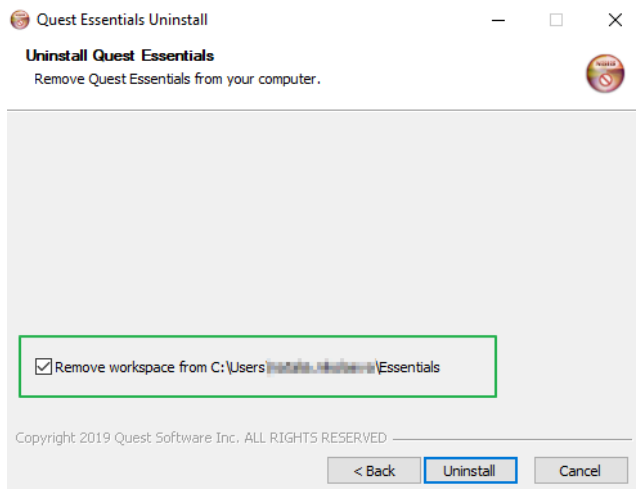 Quest Essentials Uninstall
Uninstall Quest Essentials
Remove Quest Essentials from your computer.
Remove workspace from C:\Users \Essentials
Copyright 2019 Quest Software Inc. ALL RIGHTS RESERVED
< Back Uninstall Cancel